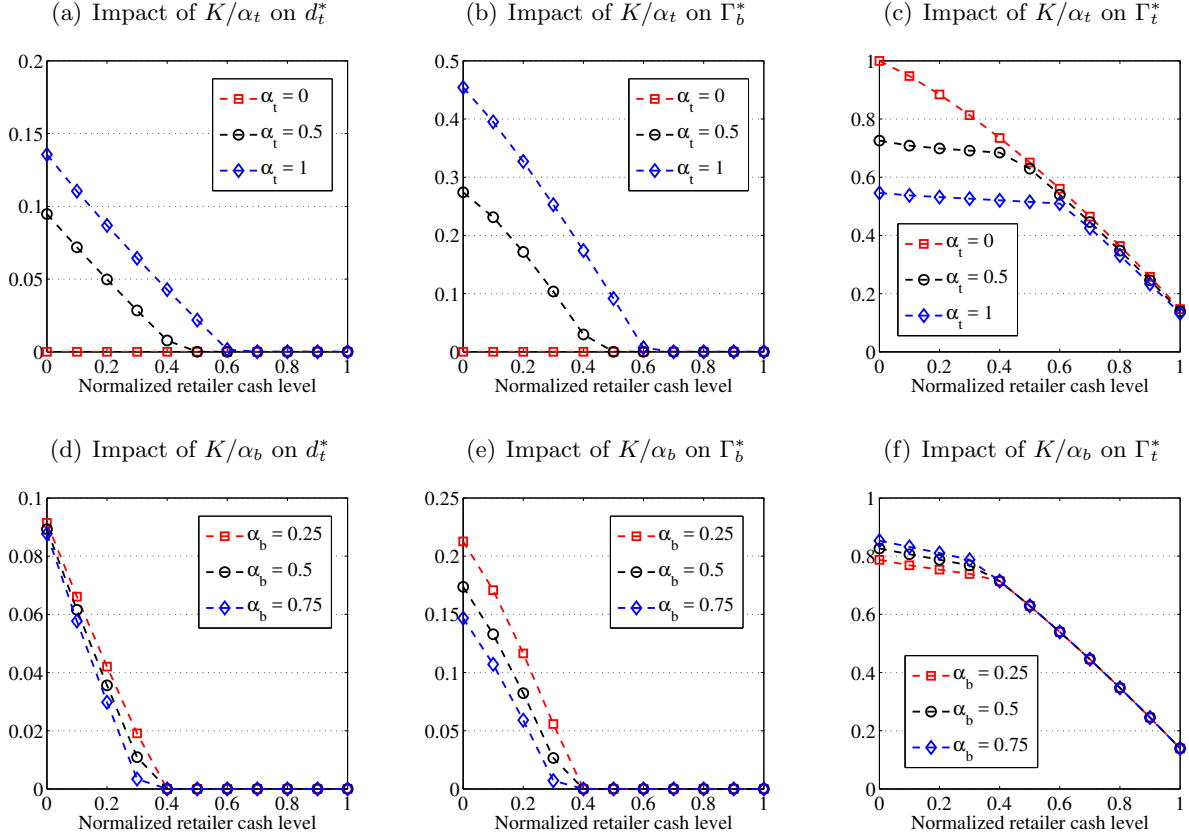 (a) Impact of K/α_t on d_t^*
0.2
0.15
0.1
0.05
0
α_t = 0
α_t = 0.5
α_t = 1
0 0.2 0.4 0.6 0.8 1
Normalized retailer cash level
(b) Impact of K/α_t on Γ_b^*
0.5
0.4
0.3
0.2
0.1
0
α_t = 0
α_t = 0.5
α_t = 1
0 0.2 0.4 0.6 0.8 1
Normalized retailer cash level
(c) Impact of K/α_t on Γ_t^*
1
0.8
0.6
0.4
0.2
0
α_t = 0
α_t = 0.5
α_t = 1
0 0.2 0.4 0.6 0.8 1
Normalized retailer cash level
(d) Impact of K/α_b on d_t^*
0.1
0.08
0.06
0.04
0.02
0
α_b = 0.25
α_b = 0.5
α_b = 0.75
0 0.2 0.4 0.6 0.8 1
Normalized retailer cash level
(e) Impact of K/α_b on Γ_b^*
0.25
0.2
0.15
0.1
0.05
0
α_b = 0.25
α_b = 0.5
α_b = 0.75
0 0.2 0.4 0.6 0.8 1
Normalized retailer cash level
(f) Impact of K/α_b on Γ_t^*
1
0.8
0.6
0.4
0.2
0
α_b = 0.25
α_b = 0.5
α_b = 0.75
0 0.2 0.4 0.6 0.8 1
Normalized retailer cash level